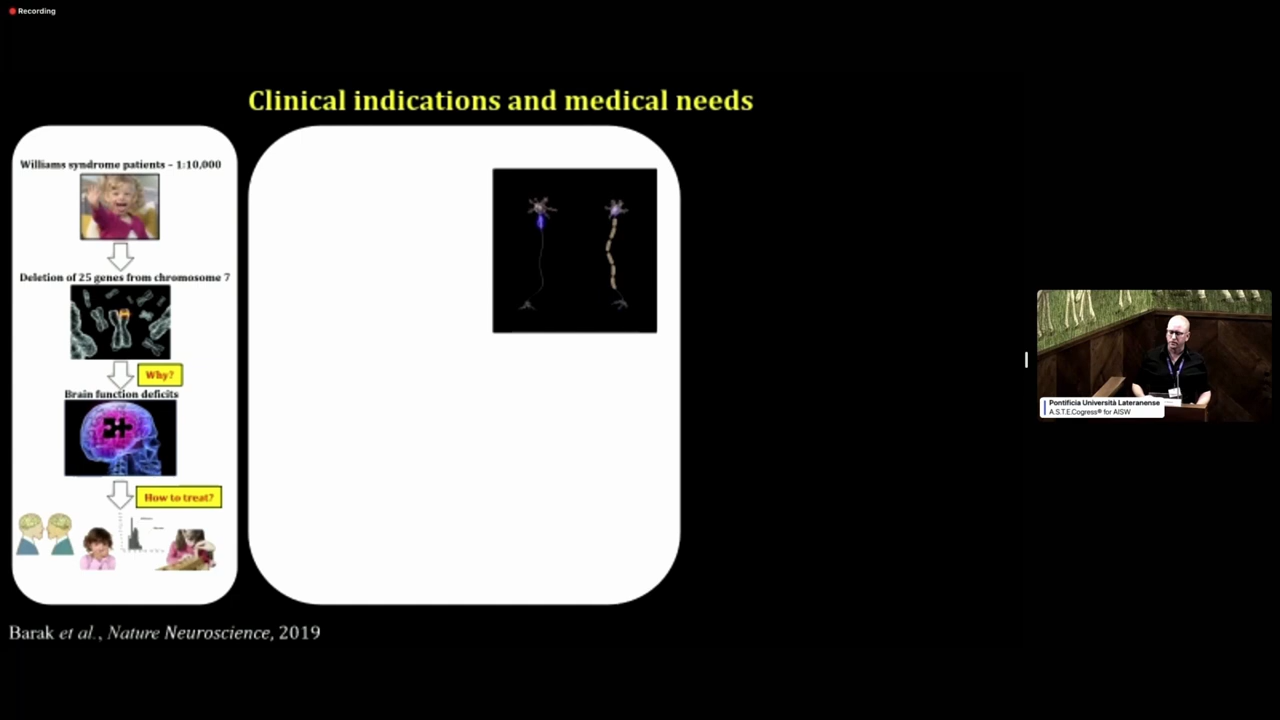 Recording
Clinical indications and medical needs
Williams syndrome patients – 1:10,000
Deletion of 25 genes from chromosome 7
Why?
Brain function deficits
How to treat?
Barak et al., Nature Neuroscience, 2019
Pontificia Università Lateranense
A.S.T.E.Cogress® for AISW